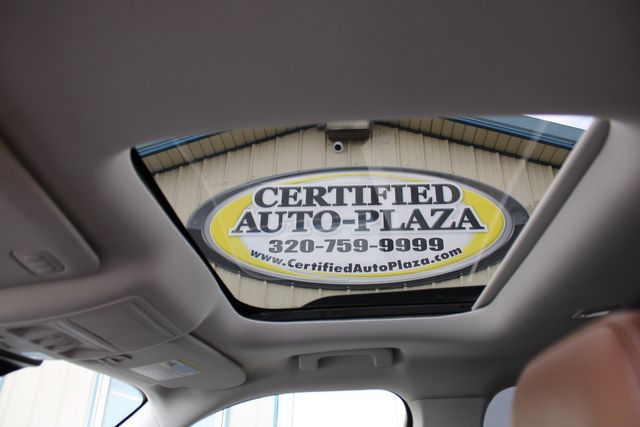 CERTIFIED
AUTO-PLAZA
320-759-9999
www.CertifiedAutoPlaza.com